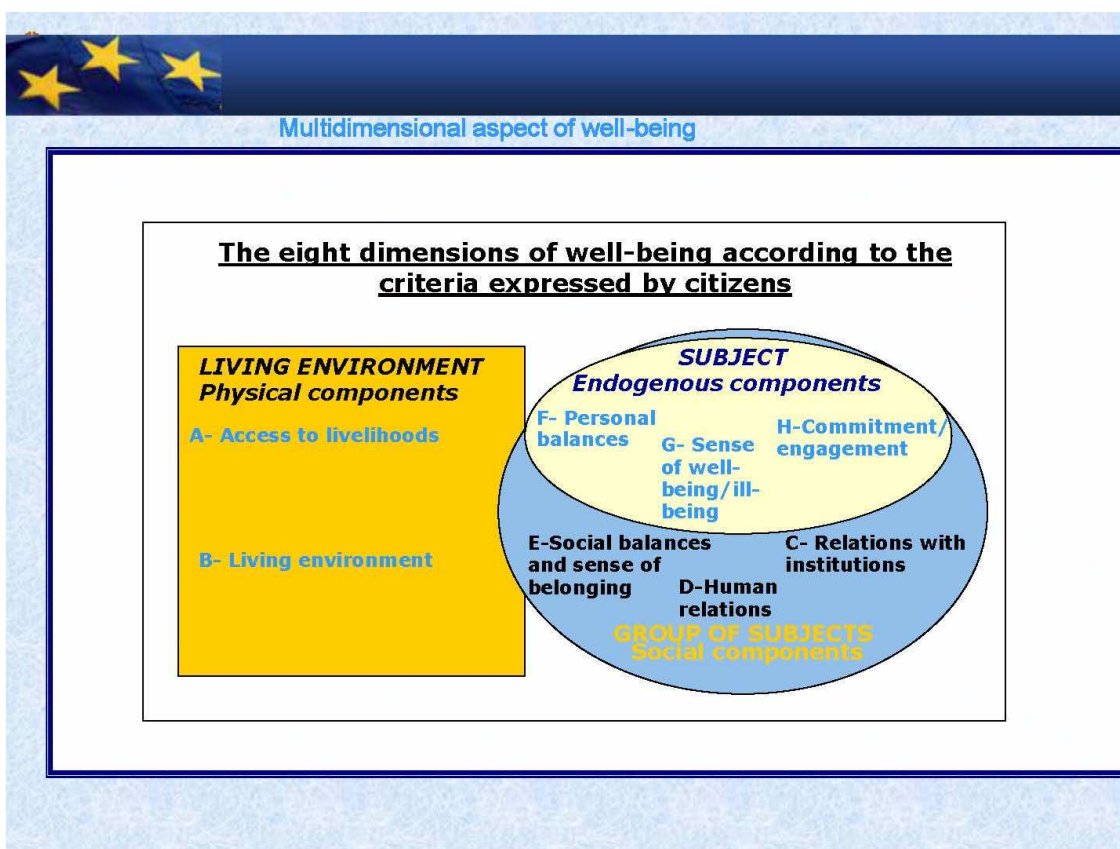 Multidimensional aspect of well-being
The eight dimensions of well-being according to the
criteria expressed by citizens
LIVING ENVIRONMENT
Physical components
A- Access to livelihoods
B- Living environment
SUBJECT
Endogenous components
F- Personal
balances
G- Sense
of well-
being/ill-
being
H-Commitment/
engagement
E-Social balances
and sense of
belonging
D-Human
relations
C- Relations with
institutions
GROUP OF SUBJECTS
Social components